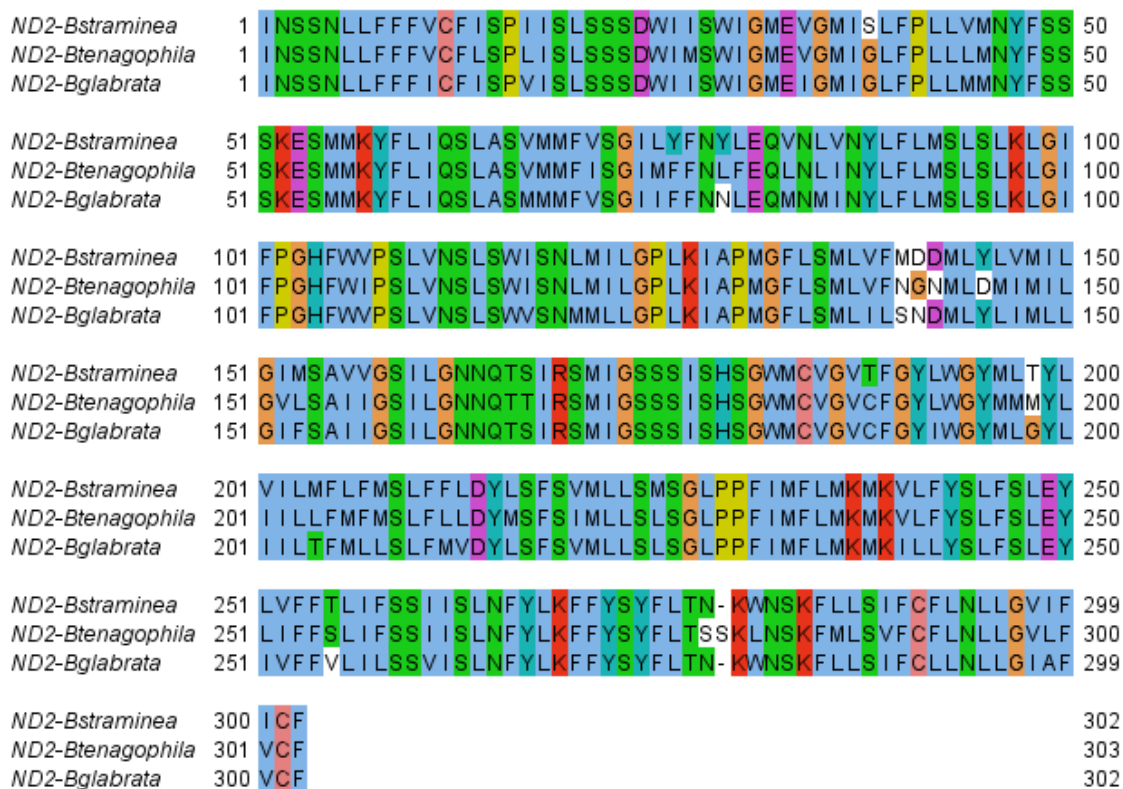 ND2-Bstraminea 1 INSSNLLFFFVCFISPIISLSSSDWIISWIGMEVGMISLFPLLVMNYFSS 50
ND2-Btenagophila 1 INSSNLLFFFVCFLSPLISLSSSDWIMSWIGMEVGMIGLFPLLLMNYFSS 50
ND2-Bglabrata 1 INSSNLLFFFICFISPVISLSSSDWIISWIGMEIGMIGLFPLLMMNYFSS 50
ND2-Bstraminea 51 SKESMMKYFLIQSLASVMMFVSGILYFNYLEQVNLVNYLFLMSLSLKLGI 100
ND2-Btenagophila 51 SKESMMKYFLIQSLASVMMFISGIMFFNLFEQLNLINYLFLMSLSLKLGI 100
ND2-Bglabrata 51 SKESMMKYFLIQSLASMMMFVSGIIFFNNLEQMNMINYLFLMSLSLKLGI 100
ND2-Bstraminea 101 FPGHFWVPSLVNSLSWISNLMILGPLKIAPMGFLSMLVFMDDMLYLVMIL 150
ND2-Btenagophila 101 FPGHFWIPSLVNSLSWISNLMILGPLKIAPMGFLSMLVFNGNMLDMIMIL 150
ND2-Bglabrata 101 FPGHFWVPSLVNSLSWVSNMMLLGPLKIAPMGFLSMLILSNDMLYLIMLL 150
ND2-Bstraminea 151 GIMSAVVGSILGNNQTSIRSMIGSSSISHSGWMCVGVTFGYLWGYMLTYL 200
ND2-Btenagophila 151 GVLSAIIGSILGNNQTTIRSMIGSSSISHSGWMCVGVCFGYLWGYMMMYL 200
ND2-Bglabrata 151 GIFSAIIGSILGNNQTSIRSMIGSSSISHSGWMCVGVCFGYIWGYMLGYL 200
ND2-Bstraminea 201 VILMFLFMSLFFLDYLSFSVMLLSMSGLPPFIMFLMKMKVLFYSLFSLEY 250
ND2-Btenagophila 201 IILLFMFMSLFLLDYMSFSIMLLSLSGLPPFIMFLMKMKVLFYSLFSLEY 250
ND2-Bglabrata 201 IILTFMLLSLFMVDYLSFSVMLLSLSGLPPFIMFLMKMKILLYSLFSLEY 250
ND2-Bstraminea 251 LVFFTLIFSSIISLNFYLKFFYSYFLTN-KWNSKFLLSIFCFLNLLGVIF 299
ND2-Btenagophila 251 LIFFSLIFSSIISLNFYLKFFYSYFLTSSKLNSKFMLSVFCFLNLLGVLF 300
ND2-Bglabrata 251 IVFFVLILSSVISLNFYLKFFYSYFLTN-KWNSKFLLSIFCLLNLLGIAF 299
ND2-Bstraminea 300 ICF 302
ND2-Btenagophila 301 VCF 303
ND2-Bglabrata 300 VCF 302